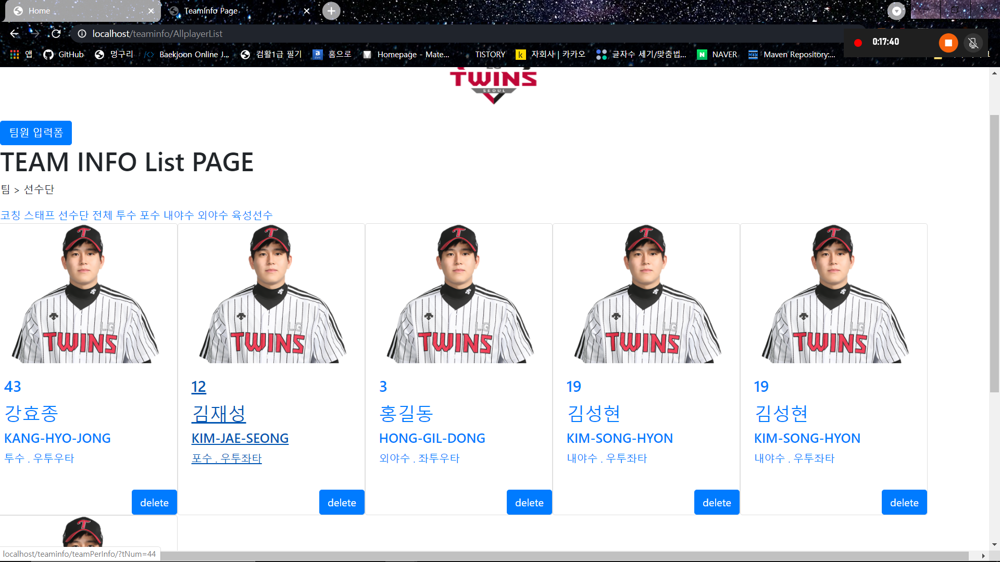 Home
TeamInfo Page
localhost/teaminfo/AllplayerList
0:17:40
앱 GitHub 멍구리 Baekjoon Online J... 컴활1급 필기 홈으로 Homepage - Mate... TISTORY 자회사 | 카카오 글자수 세기/맞춤법... NAVER Maven Repository:...
TWINS
SEOUL
팀원 입력폼
TEAM INFO List PAGE
팀 > 선수단
코칭 스태프 선수단 전체 투수 포수 내야수 외야수 육성선수
LG TWINS
LG TWINS
LG TWINS
LG TWINS
LG TWINS
43
강효종
KANG-HYO-JONG
투수 . 우투우타
delete
12
김재성
KIM-JAE-SEONG
포수 . 우투좌타
delete
3
홍길동
HONG-GIL-DONG
외야수 . 좌투우타
delete
19
김성현
KIM-SONG-HYON
내야수 . 우투좌타
delete
19
김성현
KIM-SONG-HYON
내야수 . 우투좌타
delete
localhost/teaminfo/teamPerInfo/?tNum=44